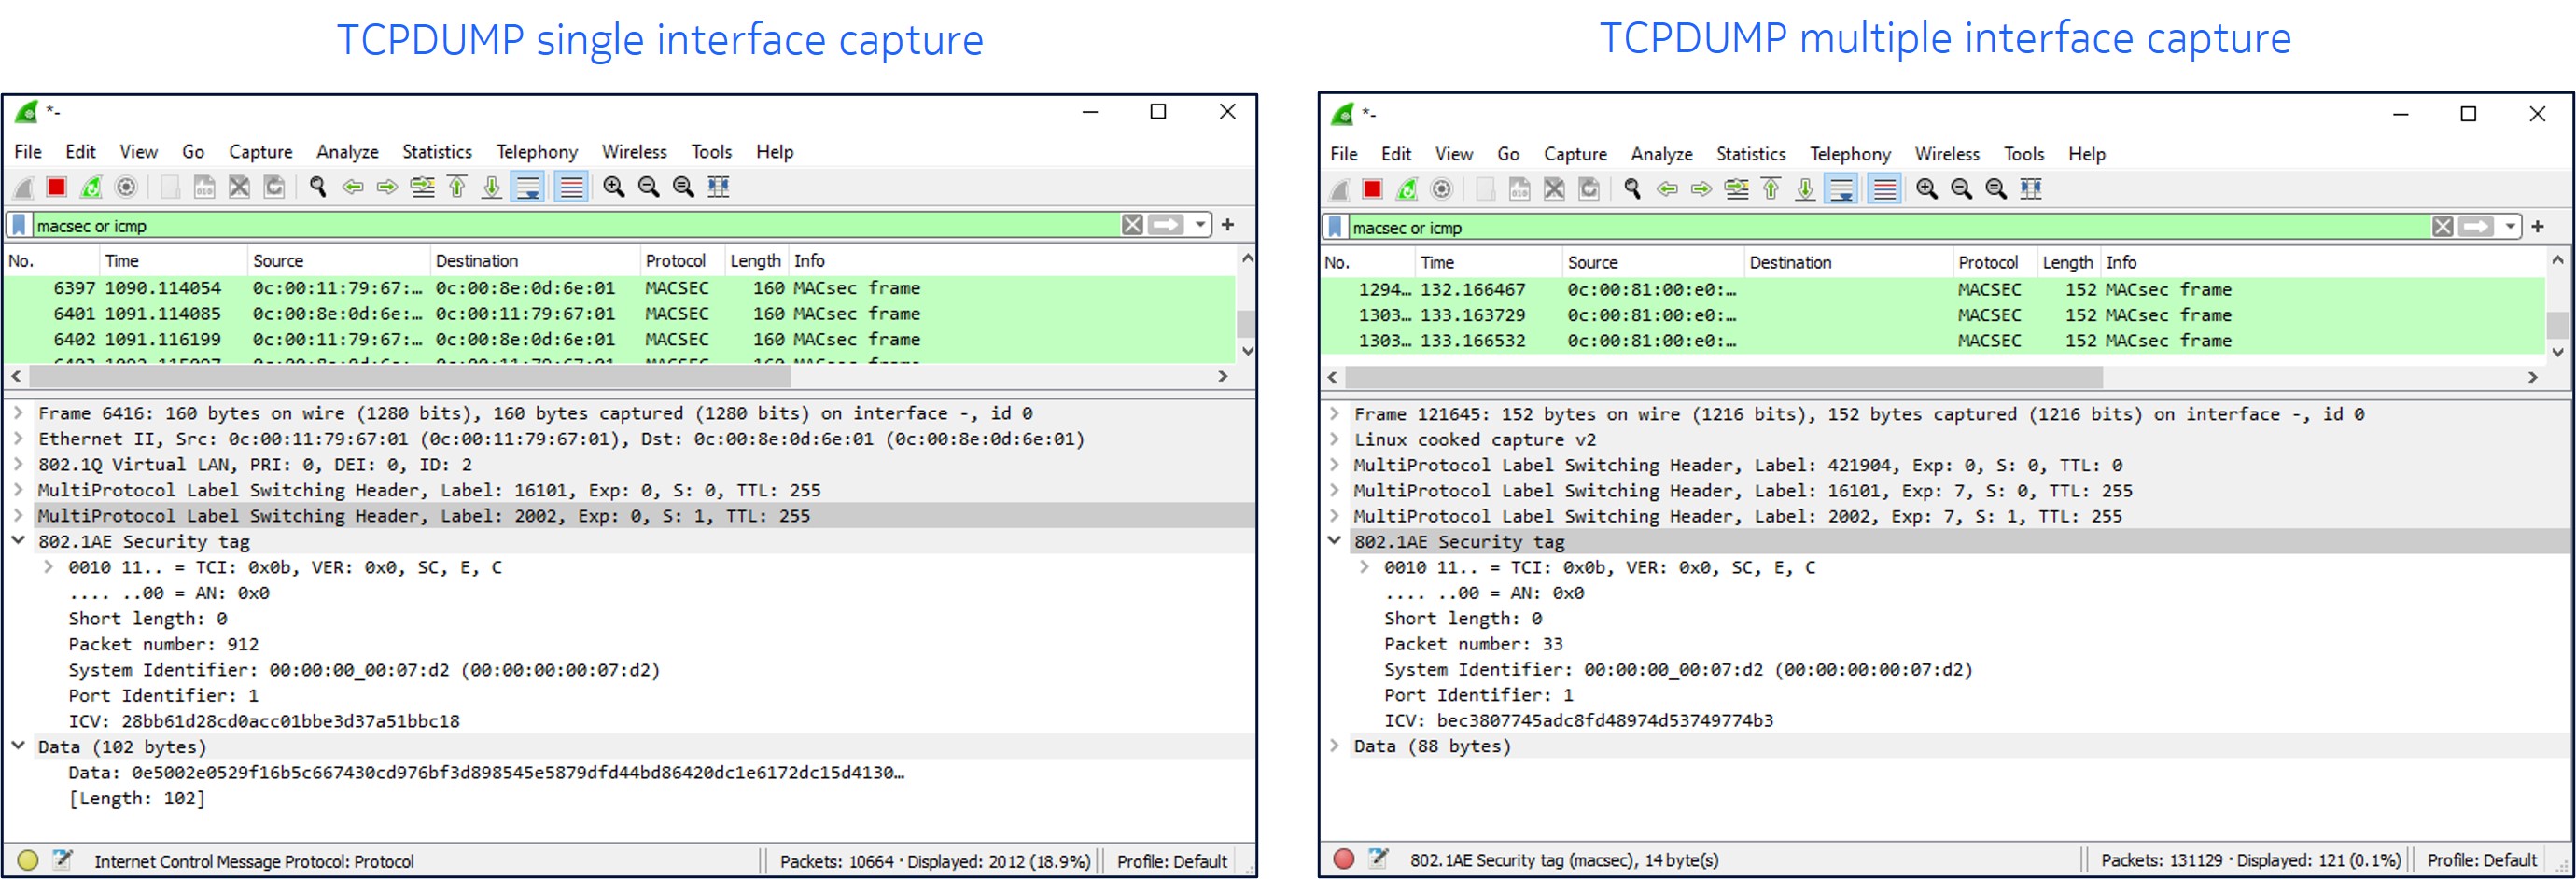 TCPDUMP single interface capture
*-
File Edit View Go Capture Analyze Statistics Telephony Wireless Tools Help
macsec or icmp
No. Time Source Destination Protocol Length Info
6397 1090.114054 0c:00:11:79:67:… 0c:00:8e:0d:6e:01 MACSEC 160 MACsec frame
6401 1091.114085 0c:00:8e:0d:6e:… 0c:00:11:79:67:01 MACSEC 160 MACsec frame
6402 1091.116199 0c:00:11:79:67:… 0c:00:8e:0d:6e:01 MACSEC 160 MACsec frame
Frame 6416: 160 bytes on wire (1280 bits), 160 bytes captured (1280 bits) on interface -, id 0
Ethernet II, Src: 0c:00:11:79:67:01 (0c:00:11:79:67:01), Dst: 0c:00:8e:0d:6e:01 (0c:00:8e:0d:6e:01)
802.1Q Virtual LAN, PRI: 0, DEI: 0, ID: 2
MultiProtocol Label Switching Header, Label: 16101, Exp: 0, S: 0, TTL: 255
MultiProtocol Label Switching Header, Label: 2002, Exp: 0, S: 1, TTL: 255
802.1AE Security tag
0010 11.. = TCI: 0x0b, VER: 0x0, SC, E, C
.... ..00 = AN: 0x0
Short length: 0
Packet number: 912
System Identifier: 00:00:00_00:07:d2 (00:00:00:00:07:d2)
Port Identifier: 1
ICV: 28bb61d28cd0acc01bbe3d37a51bbc18
Data (102 bytes)
Data: 0e5002e0529f16b5c667430cd976bf3d898545e5879dfd44bd86420dc1e6172dc15d4130…
[Length: 102]
Internet Control Message Protocol: Protocol
Packets: 10664 · Displayed: 2012 (18.9%)
Profile: Default
TCPDUMP multiple interface capture
*-
File Edit View Go Capture Analyze Statistics Telephony Wireless Tools Help
macsec or icmp
No. Time Source Destination Protocol Length Info
1294… 132.166467 0c:00:81:00:e0:… MACSEC 152 MACsec frame
1303… 133.163729 0c:00:81:00:e0:… MACSEC 152 MACsec frame
1303… 133.166532 0c:00:81:00:e0:… MACSEC 152 MACsec frame
Frame 121645: 152 bytes on wire (1216 bits), 152 bytes captured (1216 bits) on interface -, id 0
Linux cooked capture v2
MultiProtocol Label Switching Header, Label: 421904, Exp: 0, S: 0, TTL: 0
MultiProtocol Label Switching Header, Label: 16101, Exp: 7, S: 0, TTL: 255
MultiProtocol Label Switching Header, Label: 2002, Exp: 7, S: 1, TTL: 255
802.1AE Security tag
0010 11.. = TCI: 0x0b, VER: 0x0, SC, E, C
.... ..00 = AN: 0x0
Short length: 0
Packet number: 33
System Identifier: 00:00:00_00:07:d2 (00:00:00:00:07:d2)
Port Identifier: 1
ICV: bec3807745adc8fd48974d53749774b3
Data (88 bytes)
802.1AE Security tag (macsec), 14 byte(s)
Packets: 131129 · Displayed: 121 (0.1%)
Profile: Default